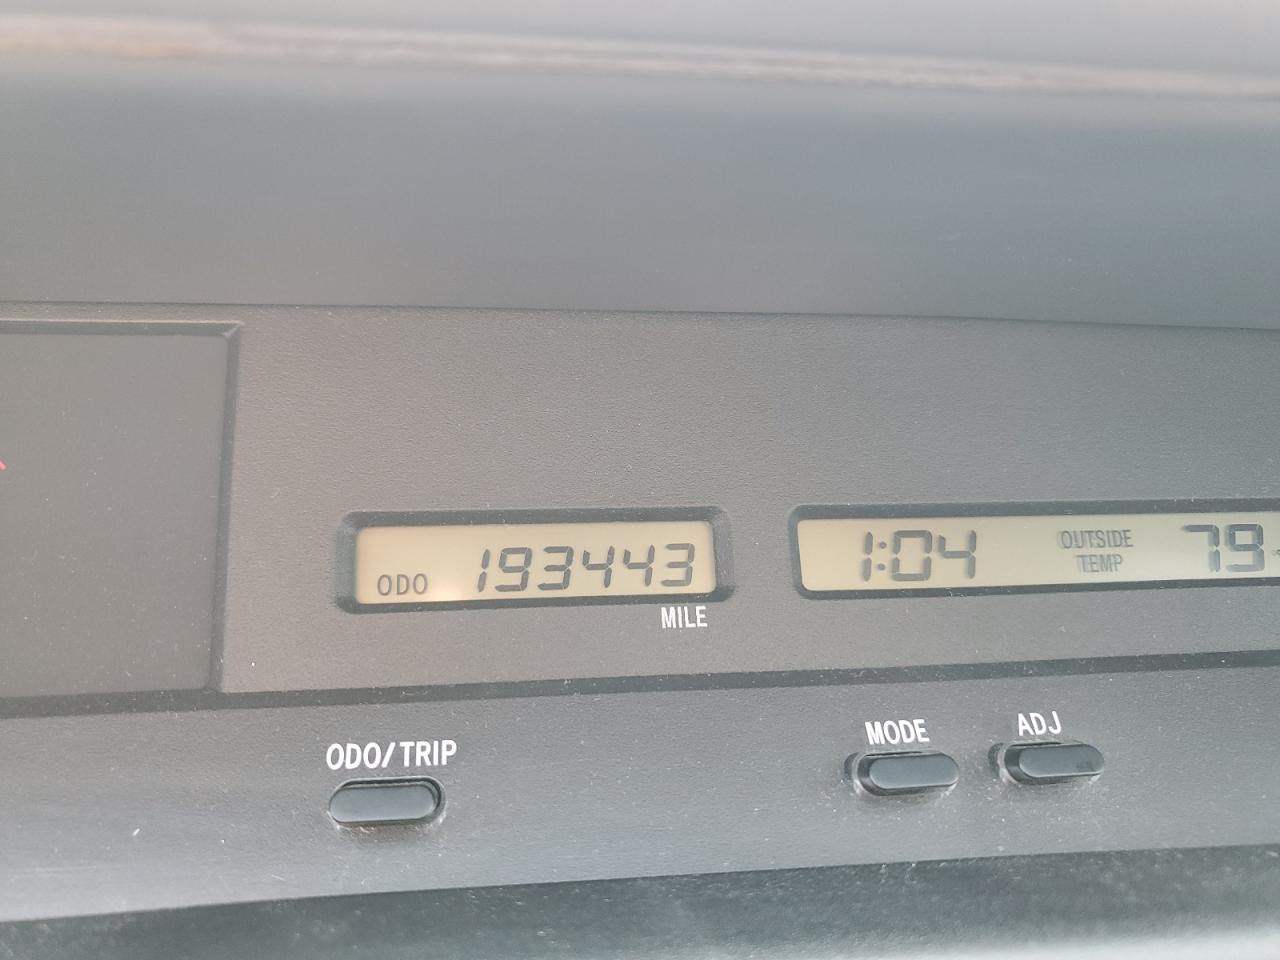 ODO 193443
MILE
1:04 OUTSIDE TEMP 79
ODO/TRIP
MODE
ADJ